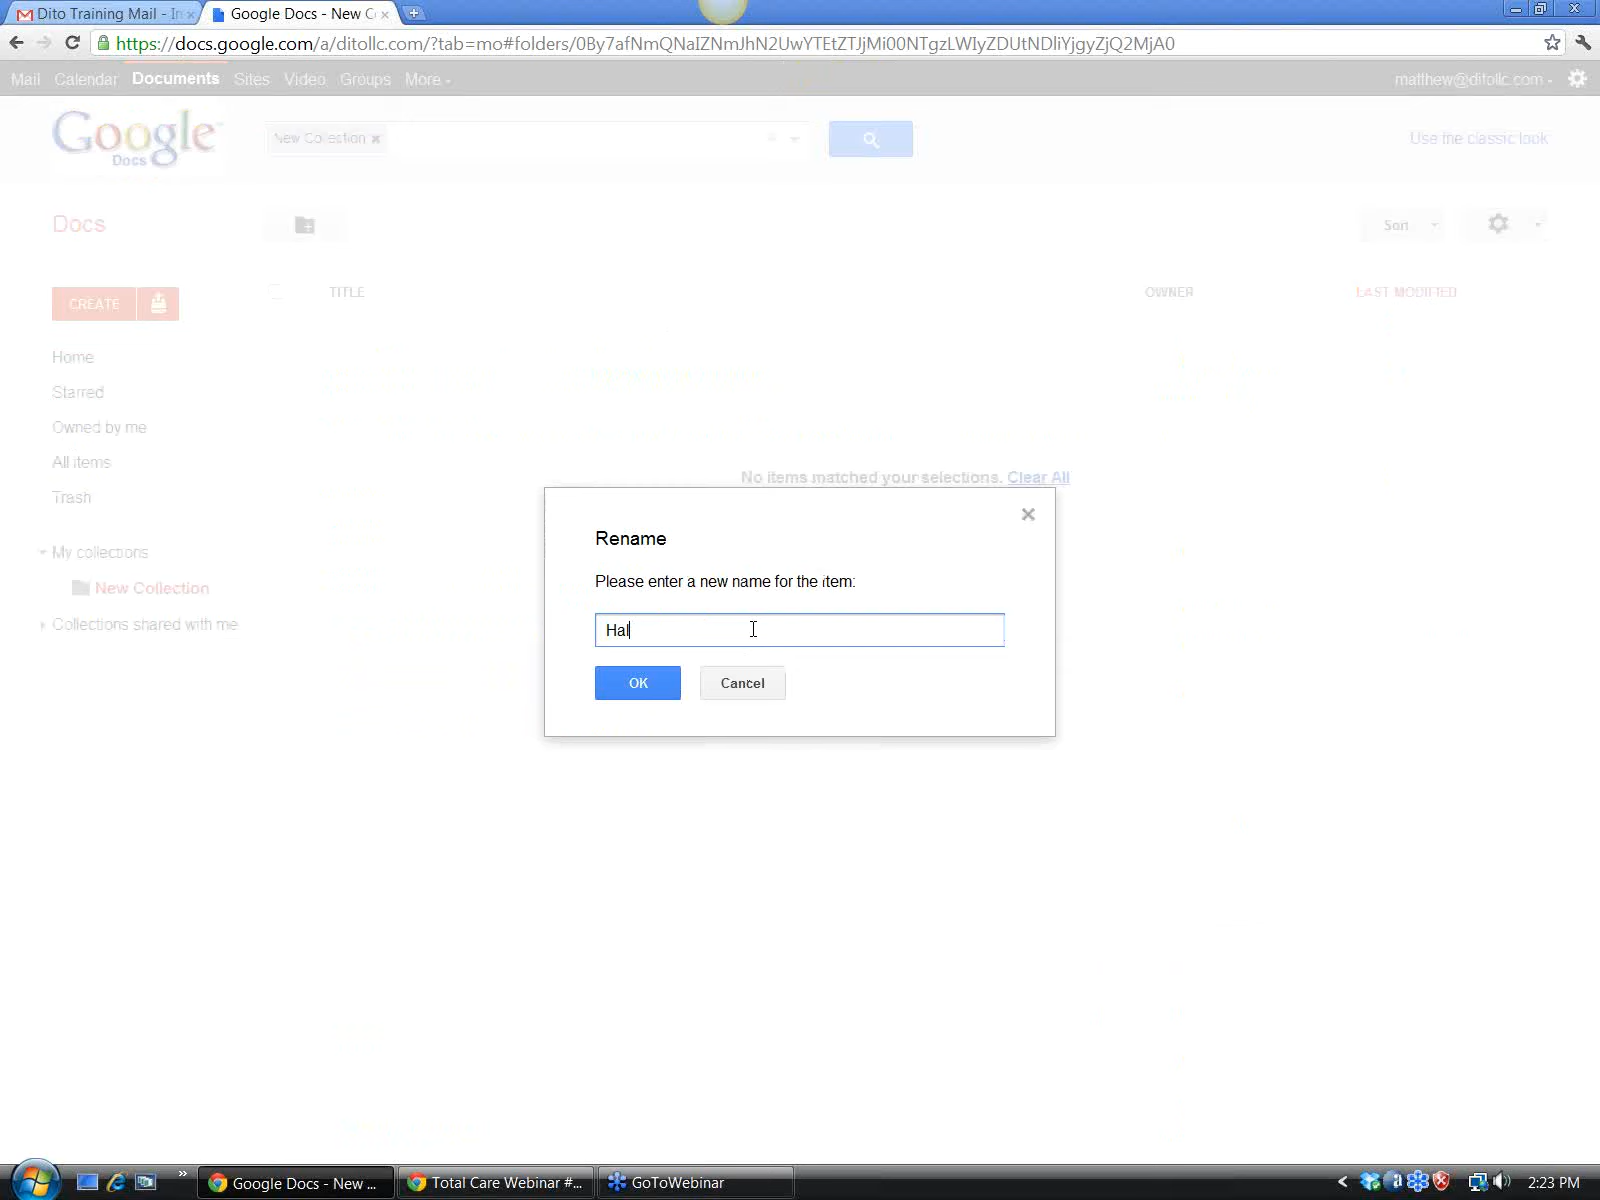 Dito Training Mail - In
Google Docs - New C
https://docs.google.com/a/ditollc.com/?tab=mo#folders/0By7afNmQNaIZNmJhN2UwYTEtZTJjMi00NTgzLWIyZDUtNDliYjgyZjQ2MjA0
Mail Calendar Documents Sites Video Groups More
matthew@ditollc.com
Google
Docs
New Collection
Use the classic look
Docs
Sort
CREATE
TITLE
OWNER
LAST MODIFIED
Home
Starred
Owned by me
All items
Trash
No items matched your selections. Clear All
My collections
New Collection
Collections shared with me
Rename
Please enter a new name for the item:
Hal
OK
Cancel
Google Docs - New ...
Total Care Webinar #...
GoToWebinar
2:23 PM